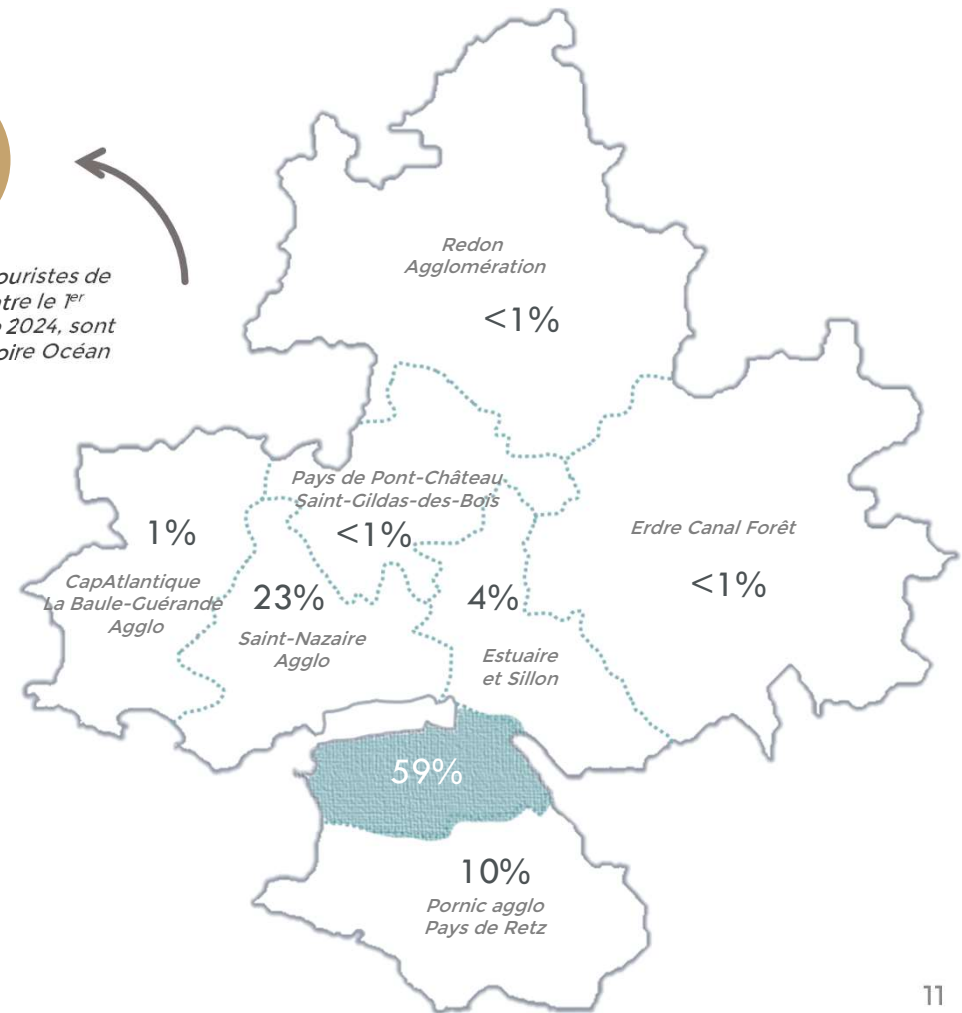 ouristes de
tre le 1er
2024, sont
oire Océan
Redon
Agglomération
<1%
Pays de Pont-Château
Saint-Gildas-des-Bois
<1%
Erdre Canal Forêt
<1%
1%
CapAtlantique
La Baule-Guérande
Agglo
23%
Saint-Nazaire
Agglo
4%
Estuaire
et Sillon
59%
10%
Pornic agglo
Pays de Retz
11